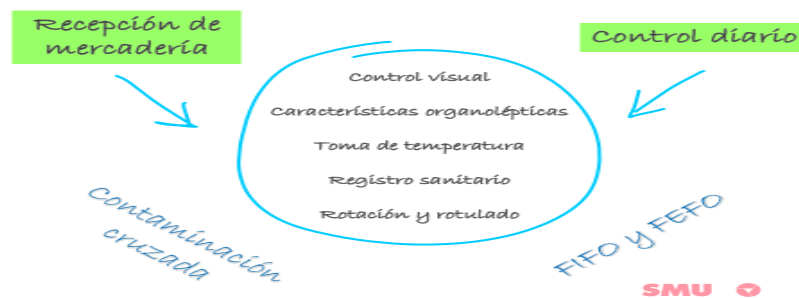 Recepción de
mercadería
Control diario
Control visual
Características organolépticas
Toma de temperatura
Registro sanitario
Rotación y rotulado
Contaminación
cruzada
FIFO y FEFO
SMU